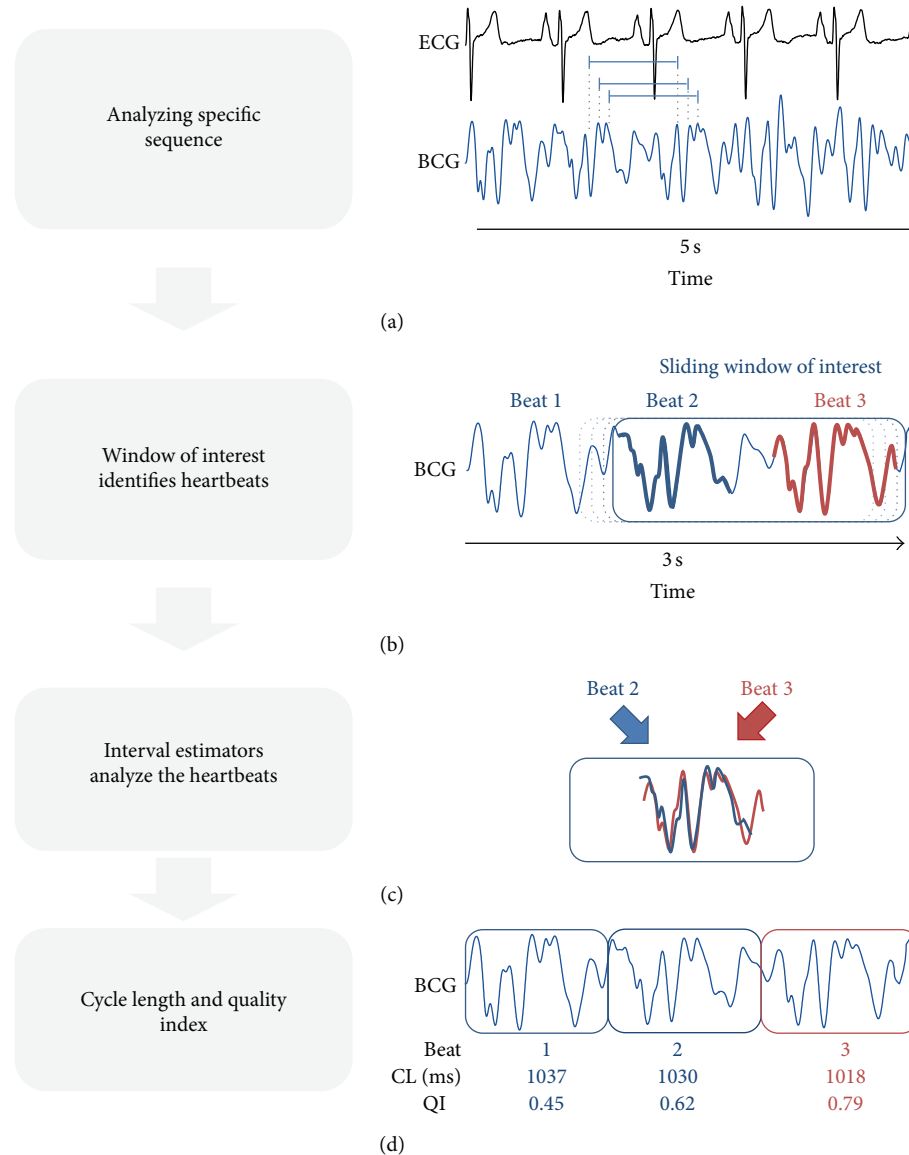 Analyzing specific
sequence
ECG
BCG
5 s
Time
(a)
Window of interest
identifies heartbeats
Sliding window of interest
Beat 1
Beat 2
Beat 3
BCG
3 s
Time
(b)
Interval estimators
analyze the heartbeats
Beat 2
Beat 3
(c)
Cycle length and quality
index
BCG
Beat 1 2 3
CL (ms) 1037 1030 1018
QI 0.45 0.62 0.79
(d)